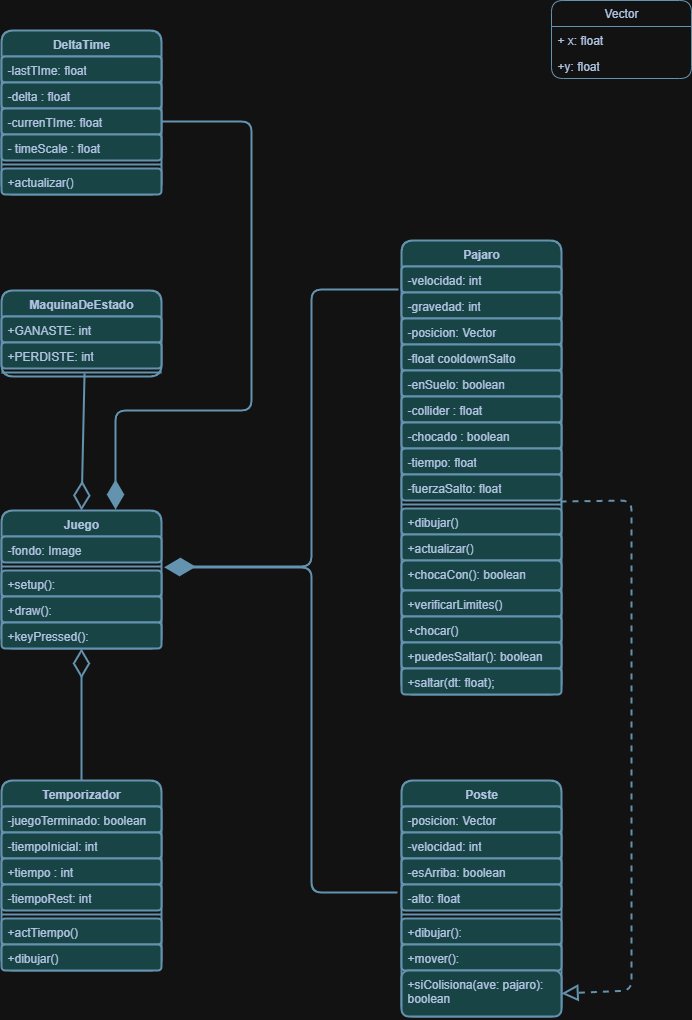 Vector
+ x: float
+y: float
DeltaTime
-lastTIme: float
-delta : float
-currenTIme: float
- timeScale : float
+actualizar()
MaquinaDeEstado
+GANASTE: int
+PERDISTE: int
Juego
-fondo: Image
+setup():
+draw():
+keyPressed():
Temporizador
-juegoTerminado: boolean
-tiempoInicial: int
+tiempo : int
-tiempoRest: int
+actTiempo()
+dibujar()
Pajaro
-velocidad: int
-gravedad: int
-posicion: Vector
-float cooldownSalto
-enSuelo: boolean
-collider : float
-chocado : boolean
-tiempo: float
-fuerzaSalto: float
+dibujar()
+actualizar()
+chocaCon(): boolean
+verificarLimites()
+chocar()
+puedesSaltar(): boolean
+saltar(dt: float);
Poste
-posicion: Vector
-velocidad: int
-esArriba: boolean
-alto: float
+dibujar():
+mover():
+siColisiona(ave: pajaro):
boolean